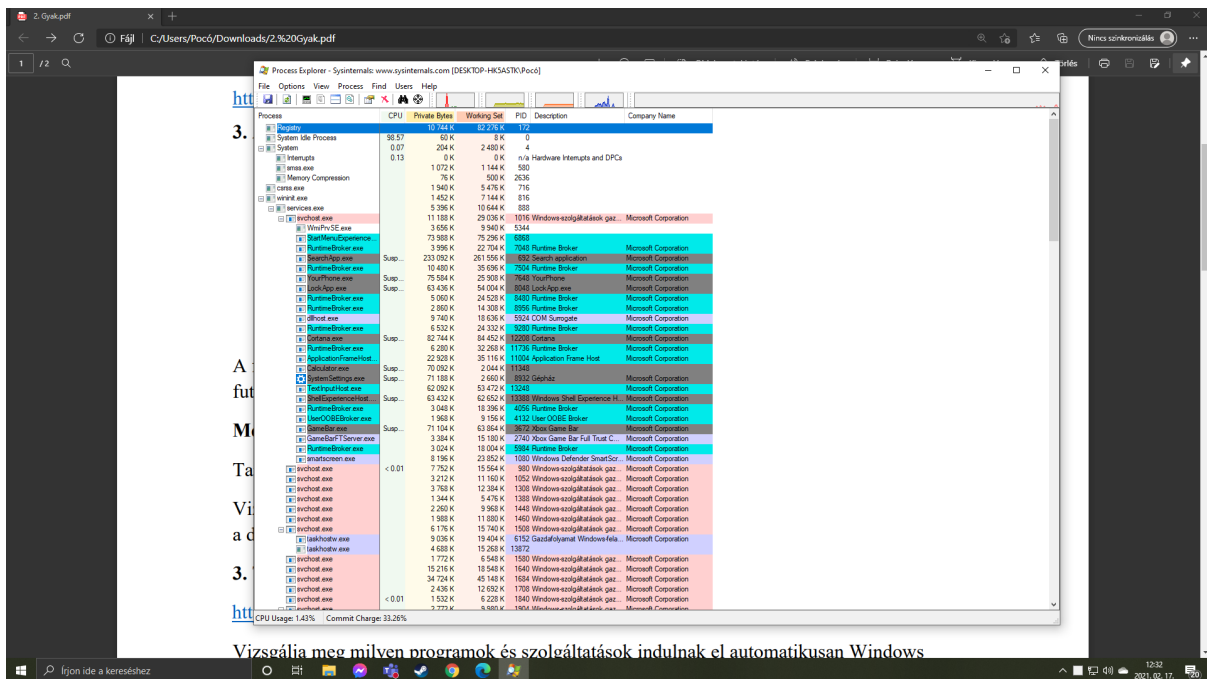 2. Gyak.pdf
Fájl C:/Users/Pocó/Downloads/2.%20Gyak.pdf Nincs szinkronizálás
1 /2
Process Explorer - Sysinternals: www.sysinternals.com [DESKTOP-HK5ASTK\Pocó]
File Options View Process Find Users Help
Process CPU Private Bytes Working Set PID Description Company Name
Registry 10 744 K 82 276 K 172
System Idle Process 98.57 60 K 8 K 0
System 0.07 204 K 2 480 K 4
Interrupts 0.13 0 K 0 K n/a Hardware Interrupts and DPCs
smss.exe 1 072 K 1 144 K 580
Memory Compression 76 K 500 K 2636
csrss.exe 1 940 K 5 476 K 716
wininit.exe 1 452 K 7 144 K 816
services.exe 5 396 K 10 644 K 888
svchost.exe 11 188 K 29 036 K 1016 Windows-szolgáltatások gaz... Microsoft Corporation
WmiPrvSE.exe 3 656 K 9 940 K 5344
StartMenuExperience... 73 988 K 75 296 K 6868
RuntimeBroker.exe 3 996 K 22 704 K 7048 Runtime Broker Microsoft Corporation
SearchApp.exe Susp... 233 092 K 261 556 K 692 Search application Microsoft Corporation
RuntimeBroker.exe 10 480 K 35 696 K 7504 Runtime Broker Microsoft Corporation
YourPhone.exe Susp... 75 584 K 25 908 K 7648 YourPhone Microsoft Corporation
LockApp.exe Susp... 63 436 K 54 004 K 8048 LockApp.exe Microsoft Corporation
RuntimeBroker.exe 5 060 K 24 528 K 8480 Runtime Broker Microsoft Corporation
RuntimeBroker.exe 2 860 K 14 308 K 8956 Runtime Broker Microsoft Corporation
dllhost.exe 9 740 K 18 636 K 5924 COM Surrogate Microsoft Corporation
RuntimeBroker.exe 6 532 K 24 332 K 9280 Runtime Broker Microsoft Corporation
Cortana.exe Susp... 82 744 K 84 452 K 12208 Cortana Microsoft Corporation
RuntimeBroker.exe 6 280 K 32 268 K 11736 Runtime Broker Microsoft Corporation
ApplicationFrameHost... 22 928 K 35 116 K 11004 Application Frame Host Microsoft Corporation
Calculator.exe Susp... 70 092 K 2 044 K 11348
SystemSettings.exe Susp... 71 188 K 2 660 K 8932 Gépház Microsoft Corporation
TextInputHost.exe 62 092 K 53 472 K 13248 Microsoft Corporation
ShellExperienceHost.... Susp... 63 432 K 62 652 K 13388 Windows Shell Experience H... Microsoft Corporation
RuntimeBroker.exe 3 048 K 18 396 K 4056 Runtime Broker Microsoft Corporation
UserOOBEBroker.exe 1 968 K 9 156 K 4132 User OOBE Broker Microsoft Corporation
GameBar.exe Susp... 71 104 K 63 864 K 3672 Xbox Game Bar Microsoft Corporation
GameBarFTServer.exe 3 384 K 15 180 K 2740 Xbox Game Bar Full Trust C... Microsoft Corporation
RuntimeBroker.exe 3 024 K 18 004 K 5984 Runtime Broker Microsoft Corporation
smartscreen.exe 8 196 K 23 852 K 1080 Windows Defender SmartScr... Microsoft Corporation
svchost.exe < 0.01 7 752 K 15 564 K 980 Windows-szolgáltatások gaz... Microsoft Corporation
svchost.exe 3 212 K 11 160 K 1052 Windows-szolgáltatások gaz... Microsoft Corporation
svchost.exe 3 768 K 12 384 K 1308 Windows-szolgáltatások gaz... Microsoft Corporation
svchost.exe 1 344 K 5 476 K 1388 Windows-szolgáltatások gaz... Microsoft Corporation
svchost.exe 2 260 K 9 968 K 1448 Windows-szolgáltatások gaz... Microsoft Corporation
svchost.exe 1 988 K 11 880 K 1460 Windows-szolgáltatások gaz... Microsoft Corporation
svchost.exe 6 176 K 15 740 K 1508 Windows-szolgáltatások gaz... Microsoft Corporation
taskhostw.exe 9 036 K 19 404 K 6152 Gazdafolyamat Windows-fela... Microsoft Corporation
taskhostw.exe 4 688 K 15 268 K 13872
svchost.exe 1 772 K 6 548 K 1580 Windows-szolgáltatások gaz... Microsoft Corporation
svchost.exe 15 216 K 18 548 K 1640 Windows-szolgáltatások gaz... Microsoft Corporation
svchost.exe 34 724 K 45 148 K 1684 Windows-szolgáltatások gaz... Microsoft Corporation
svchost.exe 2 436 K 12 692 K 1708 Windows-szolgáltatások gaz... Microsoft Corporation
svchost.exe < 0.01 1 532 K 6 228 K 1840 Windows-szolgáltatások gaz... Microsoft Corporation
svchost.exe 2 772 K 9 980 K 1904 Windows-szolgáltatások gaz... Microsoft Corporation
CPU Usage: 1.43% Commit Charge: 33.26%
htt
3.
A
fut
Ta
a d
3.
htt
Vizsgálja meg milyen programok és szolgáltatások indulnak el automatikusan Windows
Írjon ide a kereséshez
12:32
2021. 02. 17.
20